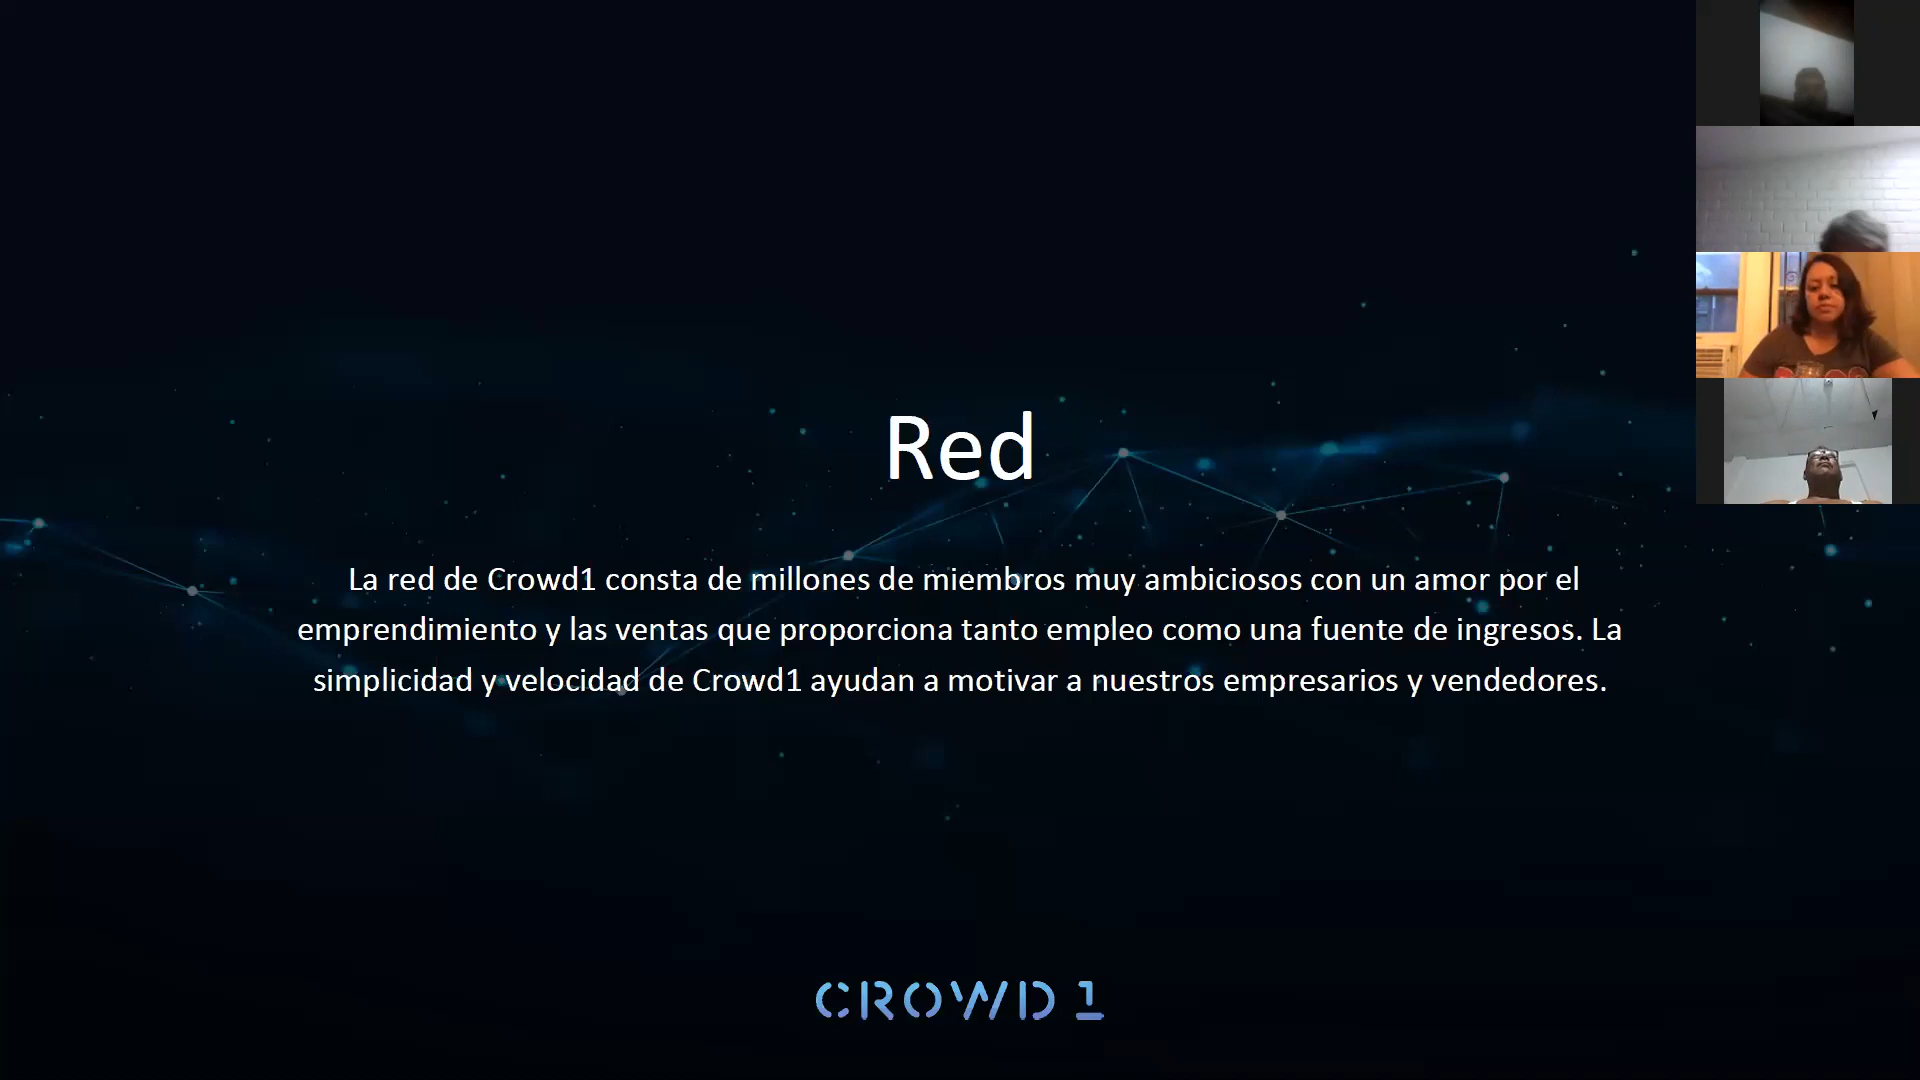 Red
La red de Crowd1 consta de millones de miembros muy ambiciosos con un amor por el
emprendimiento y las ventas que proporciona tanto empleo como una fuente de ingresos. La
simplicidad y velocidad de Crowd1 ayudan a motivar a nuestros empresarios y vendedores.
CROWD1